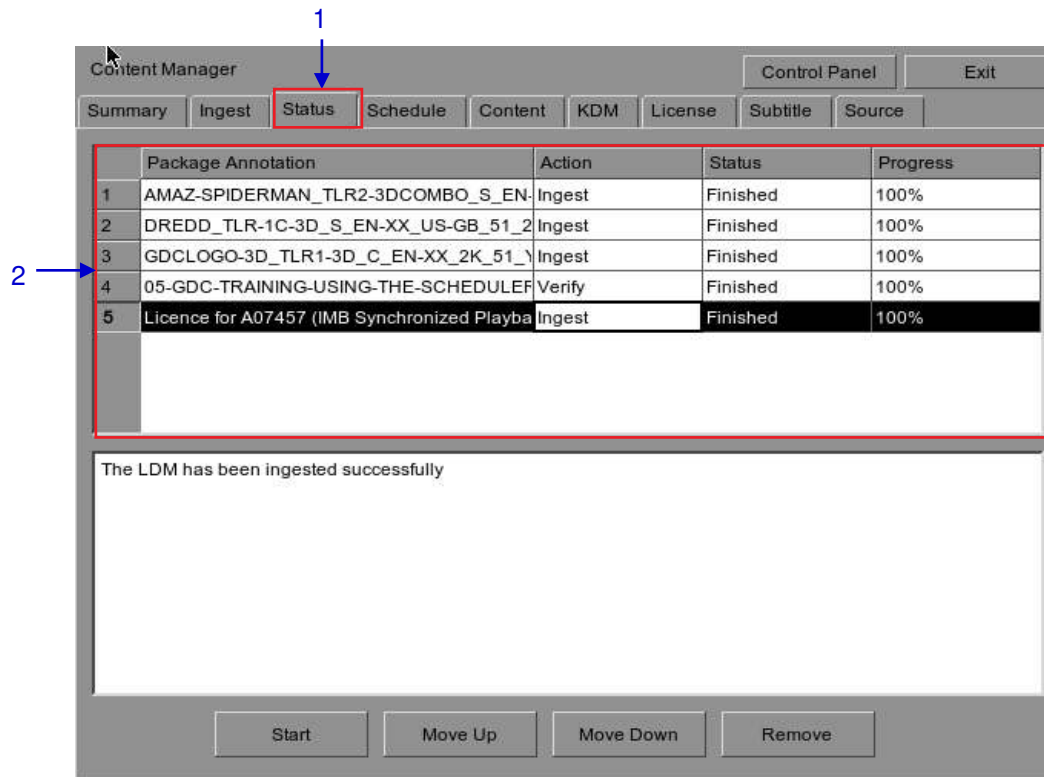 1
Content Manager Control Panel Exit
Summary Ingest Status Schedule Content KDM License Subtitle Source
Package Annotation Action Status Progress
1 AMAZ-SPIDERMAN_TLR2-3DCOMBO_S_EN- Ingest Finished 100%
2 DREDD_TLR-1C-3D_S_EN-XX_US-GB_51_2 Ingest Finished 100%
2
3 GDCLOGO-3D_TLR1-3D_C_EN-XX_2K_51_ Ingest Finished 100%
4 05-GDC-TRAINING-USING-THE-SCHEDULE Verify Finished 100%
5 Licence for A07457 (IMB Synchronized Playba Ingest Finished 100%
The LDM has been ingested successfully
Start Move Up Move Down Remove